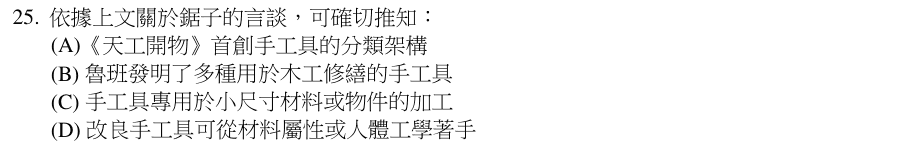 25. 依據上文關於鋸子的言談，可確切推知：
(A)《天工開物》首創手工具的分類架構
(B) 魯班發明了多種用於木工修繕的手工具
(C) 手工具專用於小尺寸材料或物件的加工
(D) 改良手工具可從材料屬性或人體工學著手